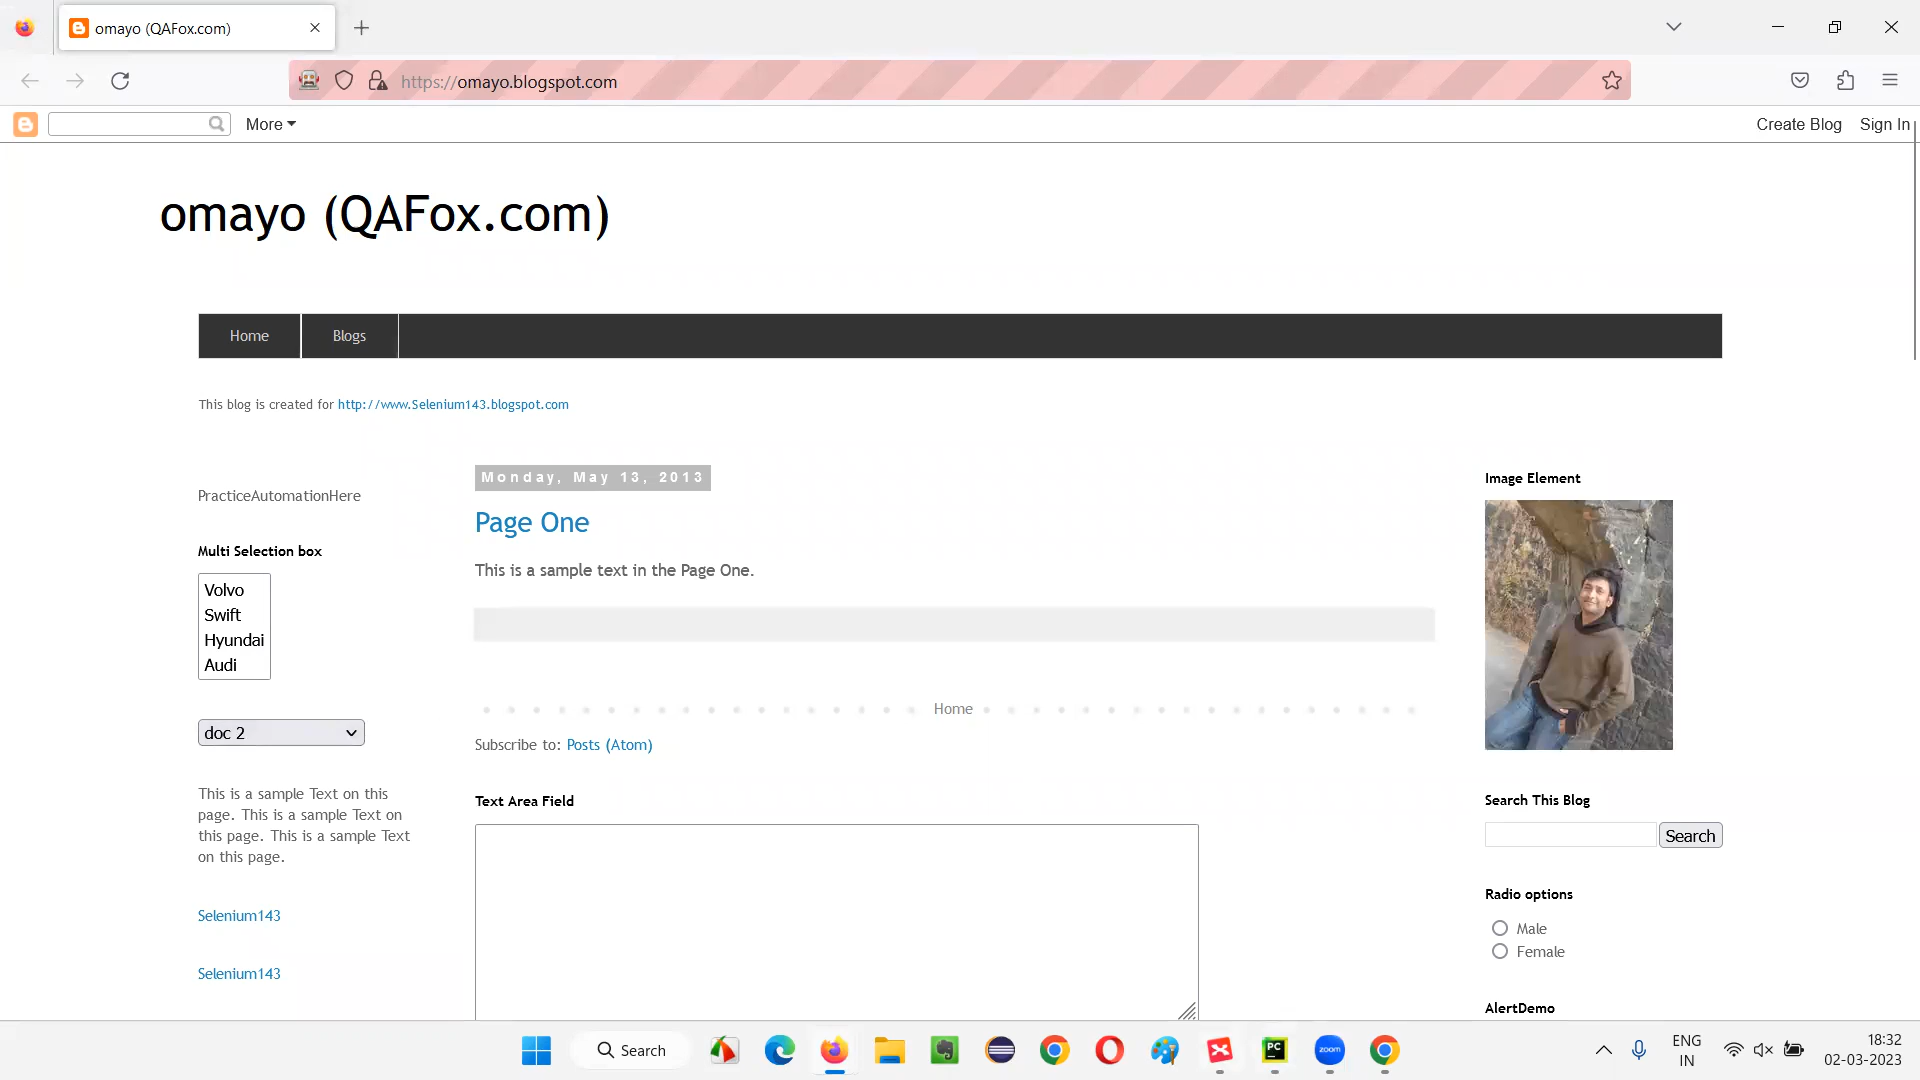 omayo (QAFox.com)
https://omayo.blogspot.com
More
Create Blog
Sign In
omayo (QAFox.com)
Home
Blogs
This blog is created for http://www.Selenium143.blogspot.com
PracticeAutomationHere
Multi Selection box
Volvo
Swift
Hyundai
Audi
doc 2
This is a sample Text on this
page. This is a sample Text on
this page. This is a sample Text
on this page.
Selenium143
Selenium143
Monday, May 13, 2013
Page One
This is a sample text in the Page One.
Home
Subscribe to: Posts (Atom)
Text Area Field
Image Element
Search This Blog
Search
Radio options
Male
Female
AlertDemo
Search
PC
zoom
ENG
IN
18:32
02-03-2023